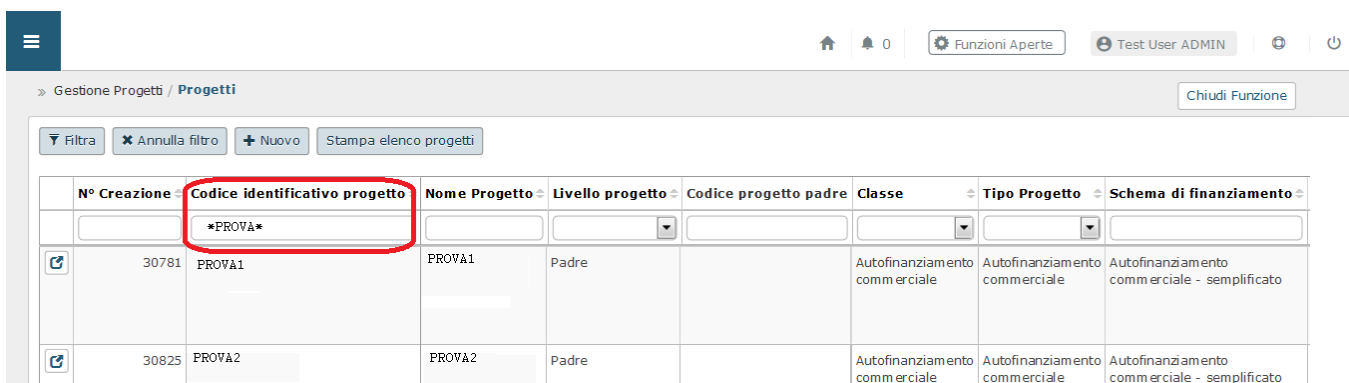 0 Funzioni Aperte Test User ADMIN
» Gestione Progetti / Progetti Chiudi Funzione
Filtra Annulla filtro Nuovo Stampa elenco progetti
N° Creazione Codice identificativo progetto Nome Progetto Livello progetto Codice progetto padre Classe Tipo Progetto Schema di finanziamento
*PROVA*
30781 PROVA1 PROVA1 Padre Autofinanziamento Autofinanziamento Autofinanziamento
commerciale commerciale commerciale - semplificato
30825 PROVA2 PROVA2 Padre Autofinanziamento Autofinanziamento Autofinanziamento
commerciale commerciale commerciale - semplificato